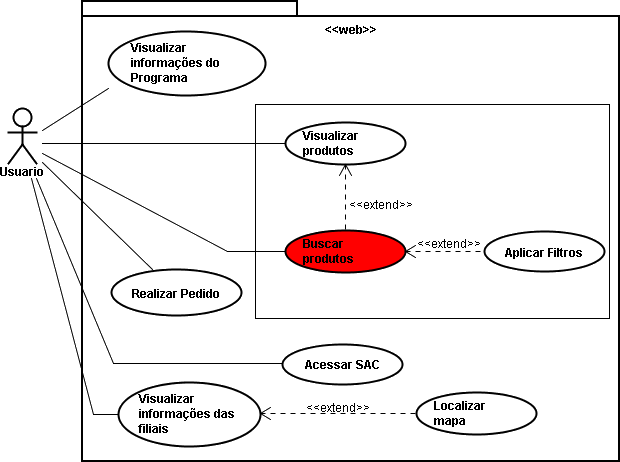 <<web>>
Visualizar
informações do
Programa
Visualizar
produtos
Usuario
<<extend>>
Buscar
produtos
<<extend>>
Aplicar Filtros
Realizar Pedido
Acessar SAC
Visualizar
informações das
filiais
<<extend>>
Localizar
mapa